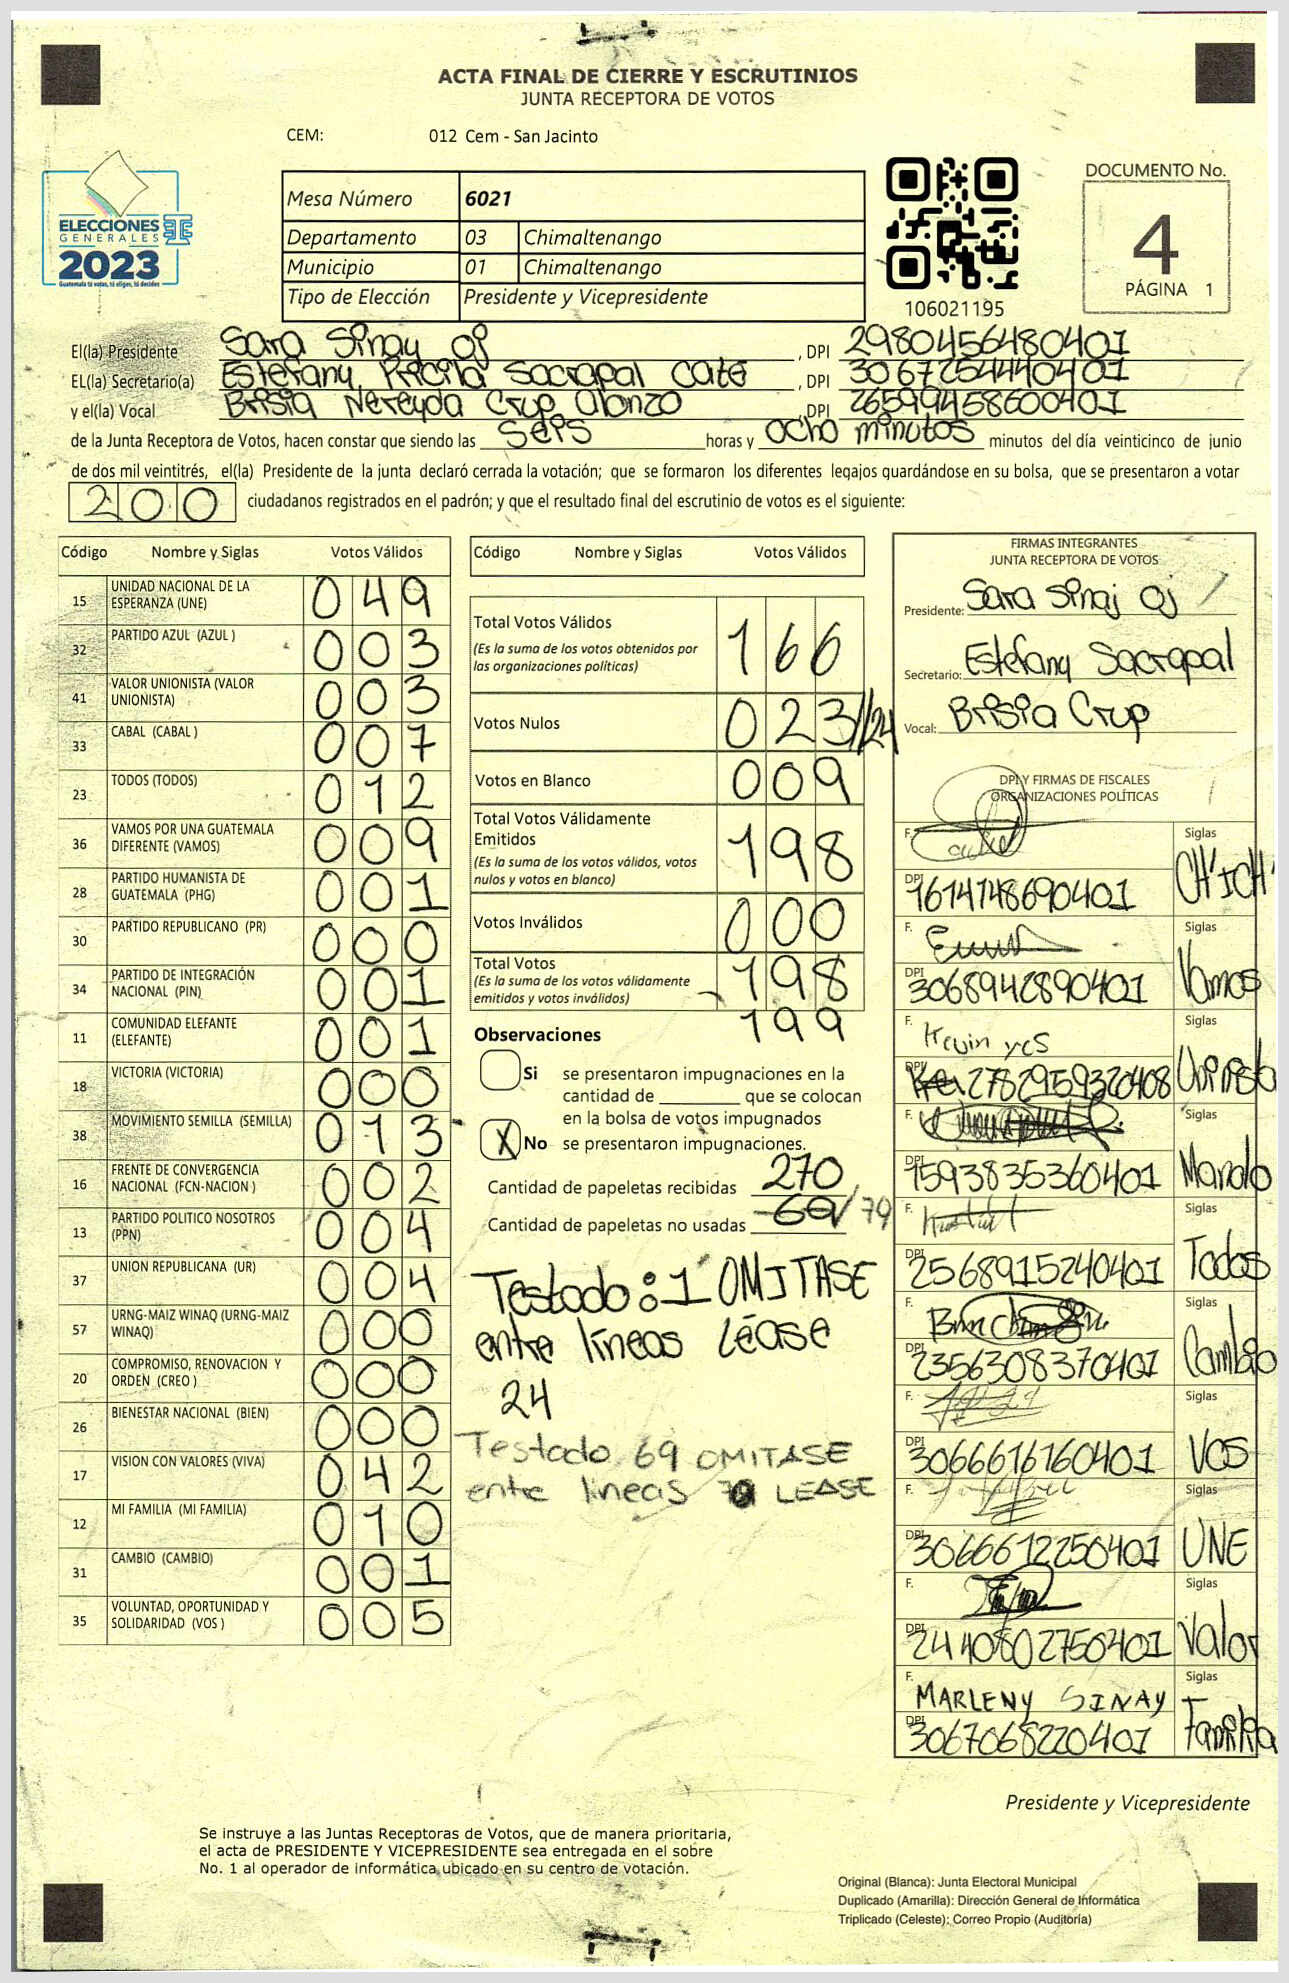 ACTA FINAL DE CIERRE Y ESCRUTINIOS
JUNTA RECEPTORA DE VOTOS
CEM: 012 Cem - San Jacinto
ELECCIONES
GENERALES
2023
Guatemala tú votas, tú eliges, tú decides
Mesa Número 6021
Departamento 03 Chimaltenango
Municipio 01 Chimaltenango
Tipo de Elección Presidente y Vicepresidente
106021195
DOCUMENTO No.
4
PÁGINA 1
El(la) Presidente Sara Sinay oj, DPI 2980456480401
EL(la) Secretario(a) Estefany Pricila Sacrapal Cate, DPI 3067254440401
y el(la) Vocal Brisia Nereyda Crup Alonzo, DPI 2659945860401
de la Junta Receptora de Votos, hacen constar que siendo las seis horas y ocho minutos minutos del día veinticinco de junio
de dos mil veintitrés, el(la) Presidente de la junta declaró cerrada la votación; que se formaron los diferentes legajos guardándose en su bolsa, que se presentaron a votar
200 ciudadanos registrados en el padrón; y que el resultado final del escrutinio de votos es el siguiente:
Código Nombre y Siglas Votos Válidos
15 UNIDAD NACIONAL DE LA ESPERANZA (UNE) 049
32 PARTIDO AZUL (AZUL ) 003
41 VALOR UNIONISTA (VALOR UNIONISTA) 003
33 CABAL (CABAL ) 007
23 TODOS (TODOS) 012
36 VAMOS POR UNA GUATEMALA DIFERENTE (VAMOS) 009
28 PARTIDO HUMANISTA DE GUATEMALA (PHG) 001
30 PARTIDO REPUBLICANO (PR) 000
34 PARTIDO DE INTEGRACIÓN NACIONAL (PIN) 001
11 COMUNIDAD ELEFANTE (ELEFANTE) 001
18 VICTORIA (VICTORIA) 000
38 MOVIMIENTO SEMILLA (SEMILLA) 013
16 FRENTE DE CONVERGENCIA NACIONAL (FCN-NACION ) 002
13 PARTIDO POLITICO NOSOTROS (PPN) 004
37 UNION REPUBLICANA (UR) 004
57 URNG-MAIZ WINAQ (URNG-MAIZ WINAQ) 000
20 COMPROMISO, RENOVACION Y ORDEN (CREO ) 000
26 BIENESTAR NACIONAL (BIEN) 000
17 VISION CON VALORES (VIVA) 042
12 MI FAMILIA (MI FAMILIA) 010
31 CAMBIO (CAMBIO) 001
35 VOLUNTAD, OPORTUNIDAD Y SOLIDARIDAD (VOS ) 005
Código Nombre y Siglas Votos Válidos
Total Votos Válidos 166
(Es la suma de los votos obtenidos por
las organizaciones políticas)
Votos Nulos 023//24
Votos en Blanco 009
Total Votos Válidamente
Emitidos 198
(Es la suma de los votos válidos, votos
nulos y votos en blanco)
Votos Inválidos 000
Total Votos 198
(Es la suma de los votos válidamente
emitidos y votos inválidos)
199
Observaciones
Si se presentaron impugnaciones en la
cantidad de ________ que se colocan
en la bolsa de votos impugnados
X No se presentaron impugnaciones.
Cantidad de papeletas recibidas 270
Cantidad de papeletas no usadas 69/79
Testado: 1 OMITASE
entre líneas LÉASE
24
Testado 69 OMITASE
entre lineas LEASE
FIRMAS INTEGRANTES
JUNTA RECEPTORA DE VOTOS
Presidente: Sara Sinaj Oj
Secretario: Estefany Sacrapal
Vocal: Brisia Crup
DPI Y FIRMAS DE FISCALES
ORGANIZACIONES POLÍTICAS
F. Siglas
DPI 1614148690401 CH'ICH'
F. Siglas
DPI 3068942890401 Vamos
F. Kevin yes Siglas
DPI 2782959320408 Unionista
F. Siglas
DPI 1593835360401 Mando
F. Siglas
DPI 2568915240401 Todos
F. Siglas
DPI 2356308370401 Cambio
F. Siglas
DPI 3066616160401 VOS
F. Siglas
DPI 3066612250401 UNE
F. Siglas
DPI 2440802750401 Valor
F. MARLENY SINAY Siglas
DPI 3067068220401 Familia
Presidente y Vicepresidente
Se instruye a las Juntas Receptoras de Votos, que de manera prioritaria,
el acta de PRESIDENTE Y VICEPRESIDENTE sea entregada en el sobre
No. 1 al operador de informática ubicado en su centro de votación.
Original (Blanca): Junta Electoral Municipal
Duplicado (Amarilla): Dirección General de Informática
Triplicado (Celeste): Correo Propio (Auditoría)